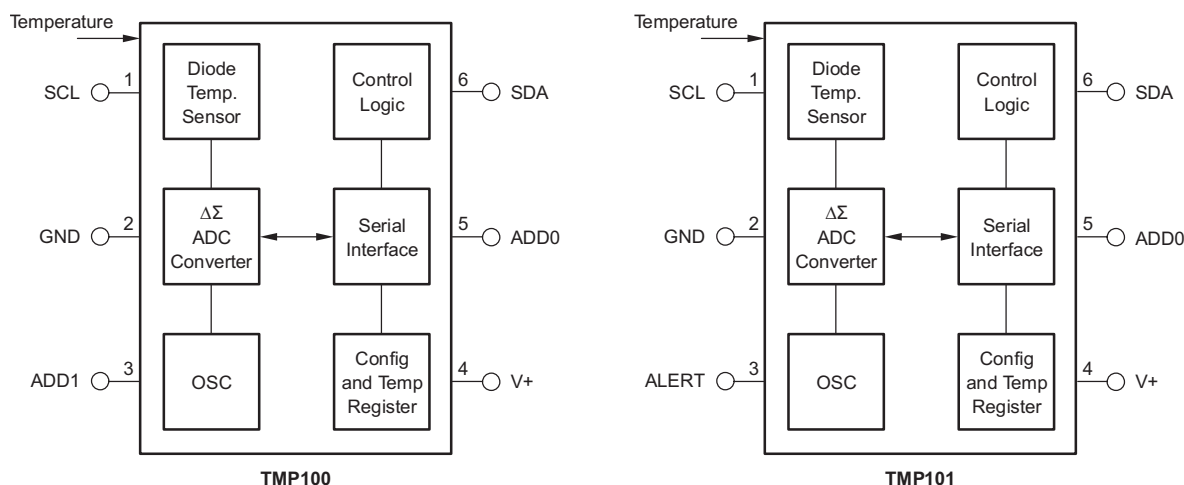 Temperature
SCL
1
Diode
Temp.
Sensor
Control
Logic
6
SDA
GND
2
ΔΣ
ADC
Converter
Serial
Interface
5
ADD0
ADD1
3
OSC
Config
and Temp
Register
4
V+
TMP100
Temperature
SCL
1
Diode
Temp.
Sensor
Control
Logic
6
SDA
GND
2
ΔΣ
ADC
Converter
Serial
Interface
5
ADD0
ALERT
3
OSC
Config
and Temp
Register
4
V+
TMP101